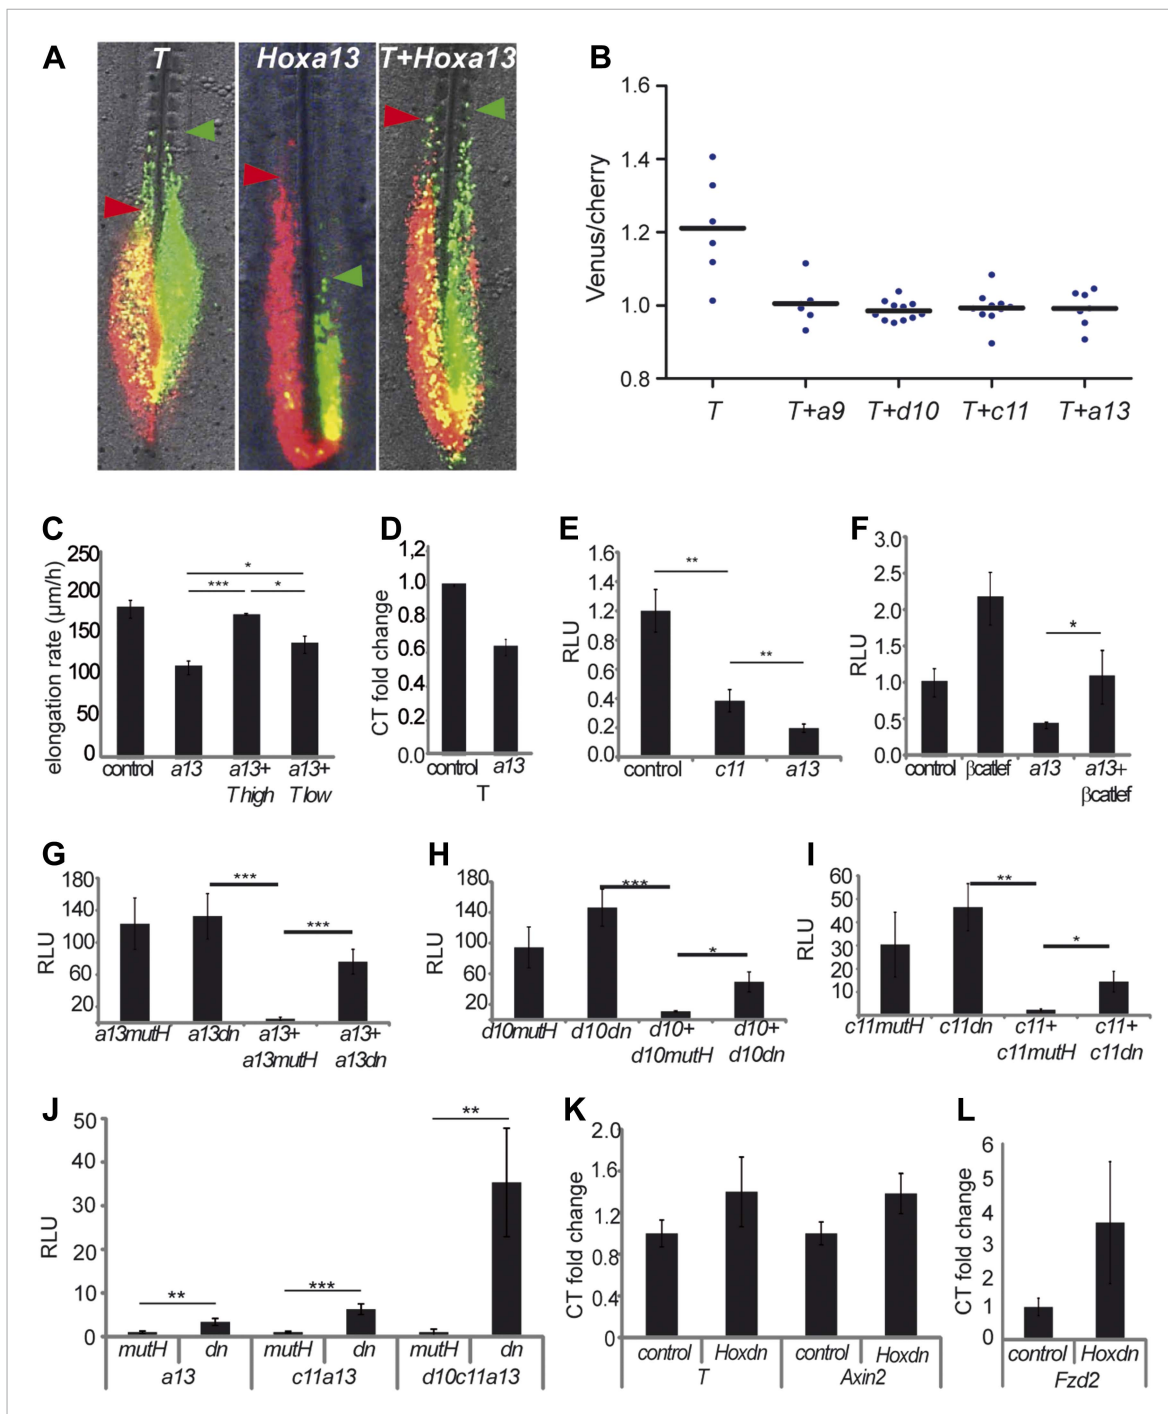 A
T
Hoxa13
T+Hoxa13
B
Venus/cherry
1.6
1.4
1.2
1.0
0.8
T
T+a9
T+d10
T+c11
T+a13
C
elongation rate (µm/h)
250
200
150
100
50
0
*
***
*
control
a13
a13+
T high
a13+
T low
D
CT fold change
1,2
1.0
0.8
0.6
0.4
0.2
0.0
control
a13
T
E
RLU
1.6
1.4
1.2
0.8
0.6
0.4
0.2
0.0
**
**
control
c11
a13
F
RLU
3.0
2.5
2.0
1.5
1.0
0.5
0.0
*
control
βcatlef
a13
a13+
βcatlef
G
RLU
180
140
100
60
20
***
***
a13mutH
a13dn
a13+
a13mutH
a13+
a13dn
H
RLU
180
140
100
60
20
***
*
d10mutH
d10dn
d10+
d10mutH
d10+
d10dn
I
RLU
60
50
40
30
20
10
**
*
c11mutH
c11dn
c11+
c11mutH
c11+
c11dn
J
RLU
50
40
30
20
10
0
**
***
**
mutH
dn
mutH
dn
mutH
dn
a13
c11a13
d10c11a13
K
CT fold change
2.0
1.6
1.2
0.8
0.4
0
control
Hoxdn
control
Hoxdn
T
Axin2
L
CT fold change
6
5
4
3
2
1
0
control
Hoxdn
Fzd2